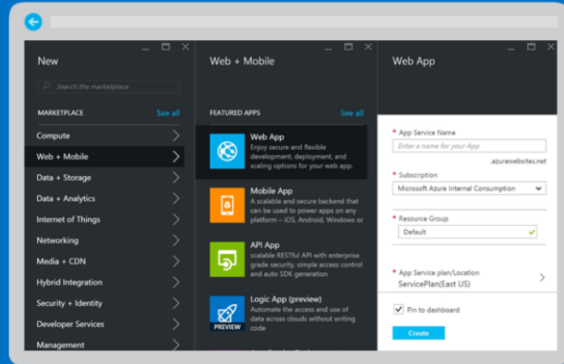 New
Search the marketplace
MARKETPLACE
See all
Compute
Web + Mobile
Data + Storage
Data + Analytics
Internet of Things
Networking
Media + CDN
Hybrid Integration
Security + Identity
Developer Services
Management
Web + Mobile
FEATURED APPS
See all
Web App
Enjoy secure and flexible
development, deployment, and
scaling options for your web app.
Mobile App
A scalable and secure backend that
can be used to power apps on any
platform – iOS, Android, Windows or
API App
scalable RESTful API with enterprise
grade security, simple access control
and auto SDK generation
Logic App (preview)
Automate the access and use of
data across clouds without writing
code
PREVIEW
Web App
* App Service Name
Enter a name for your App
.azurewebsites.net
* Subscription
Microsoft Azure Internal Consumption
* Resource Group
Default
* App Service plan/Location
ServicePlan(East US)
Pin to dashboard
Create